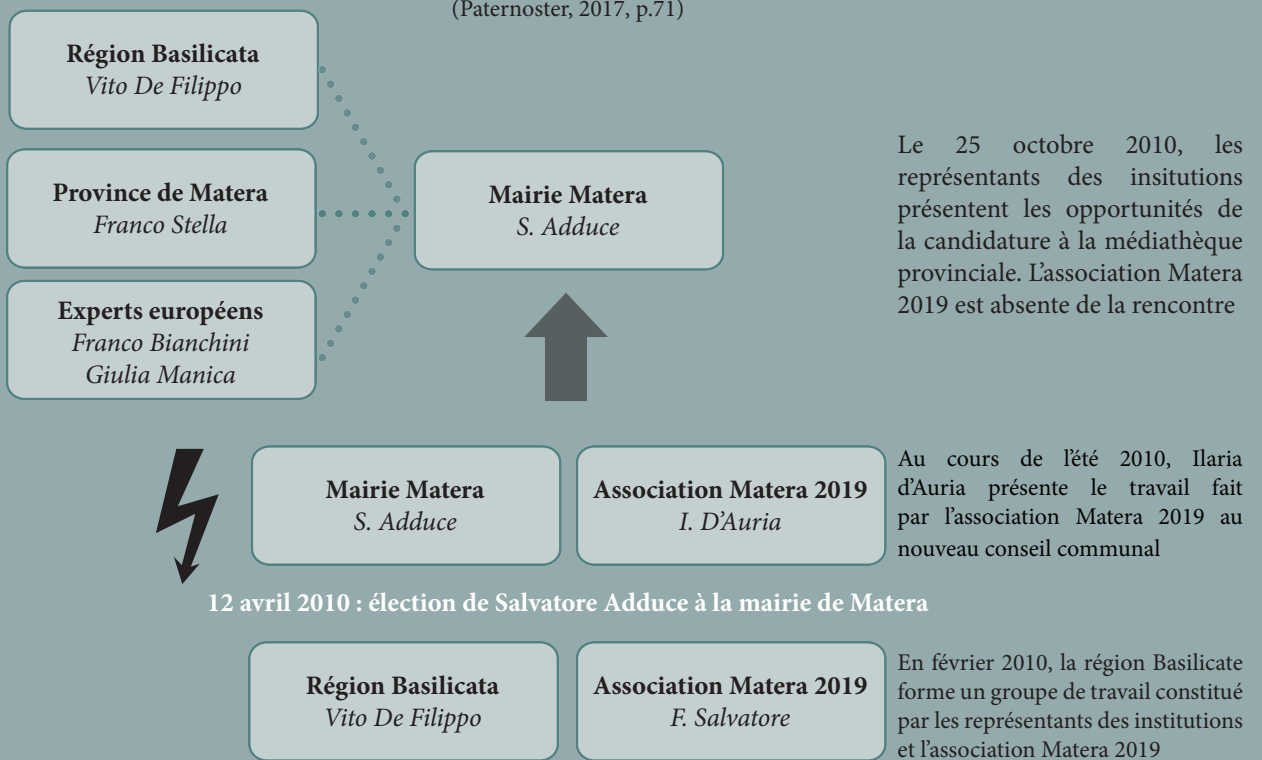 (Paternoster, 2017, p.71)
Région Basilicata
Vito De Filippo
Province de Matera
Franco Stella
Experts européens
Franco Bianchini
Giulia Manica
Mairie Matera
S. Adduce
Le 25 octobre 2010, les
représentants des insitutions
présentent les opportunités de
la candidature à la médiathèque
provinciale. L'association Matera
2019 est absente de la rencontre
Mairie Matera
S. Adduce
Association Matera 2019
I. D'Auria
Au cours de l'été 2010, Ilaria
d'Auria présente le travail fait
par l'association Matera 2019 au
nouveau conseil communal
12 avril 2010 : élection de Salvatore Adduce à la mairie de Matera
Région Basilicata
Vito De Filippo
Association Matera 2019
F. Salvatore
En février 2010, la région Basilicate
forme un groupe de travail constitué
par les représentants des institutions
et l'association Matera 2019